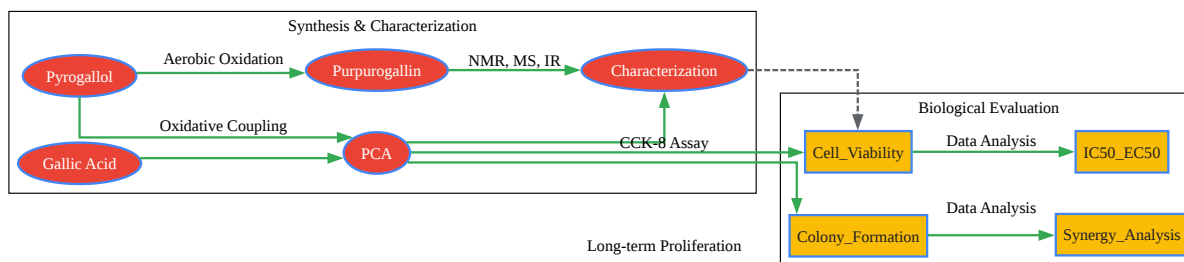 Synthesis & Characterization
Aerobic Oxidation
NMR, MS, IR
Pyrogallol
Purpurogallin
Characterization
Biological Evaluation
Oxidative Coupling
CCK-8 Assay
Data Analysis
Gallic Acid
PCA
Cell_Viability
IC50_EC50
Data Analysis
Colony_Formation
Synergy_Analysis
Long-term Proliferation